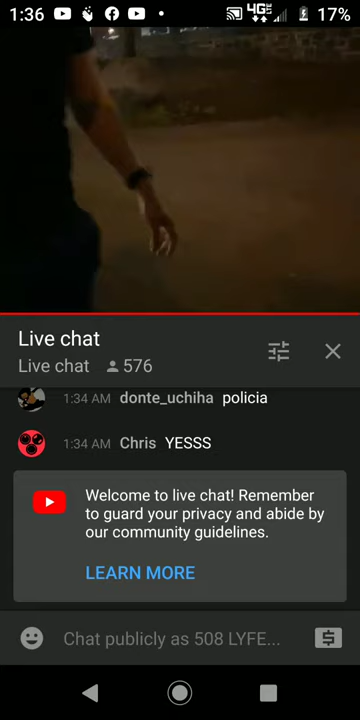 1:36 4G LTE 17%
Live chat
Live chat 576
1:34 AM donte_uchiha policia
1:34 AM Chris YESSS
Welcome to live chat! Remember
to guard your privacy and abide by
our community guidelines.
LEARN MORE
Chat publicly as 508 LYFE...